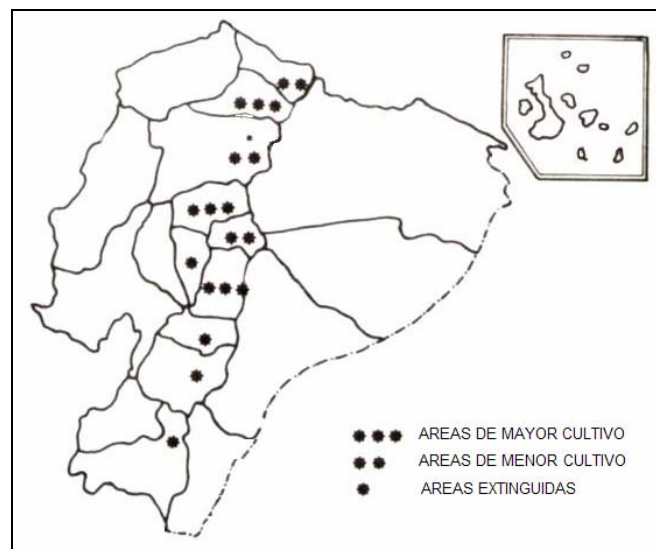 AREAS DE MAYOR CULTIVO
AREAS DE MENOR CULTIVO
AREAS EXTINGUIDAS